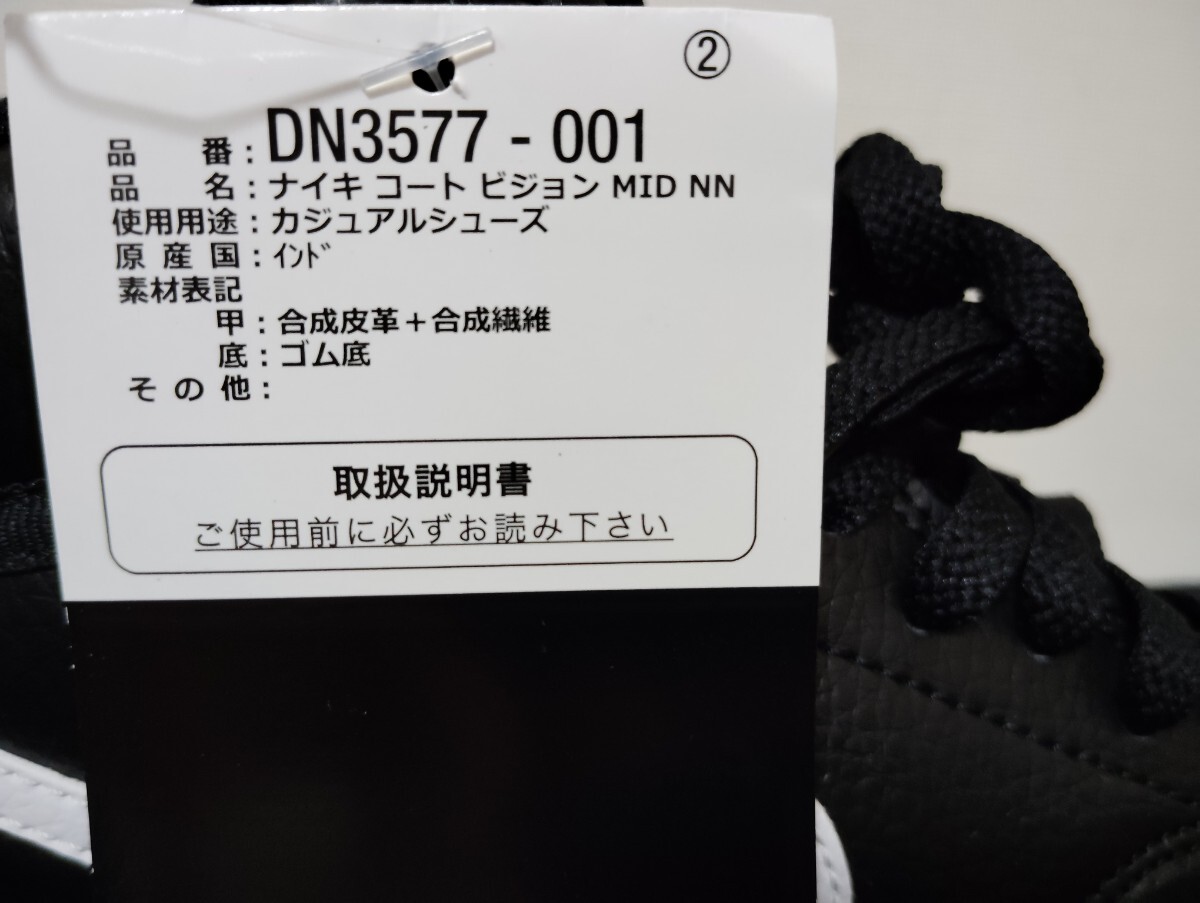 ②
品 番:DN3577 - 001
品 名:ナイキ コート ビジョン MID NN
使用用途:カジュアルシューズ
原 産 国:ｲﾝﾄﾞ
素材表記
甲:合成皮革＋合成繊維
底:ゴム底
そ の 他:
取扱説明書
ご使用前に必ずお読み下さい